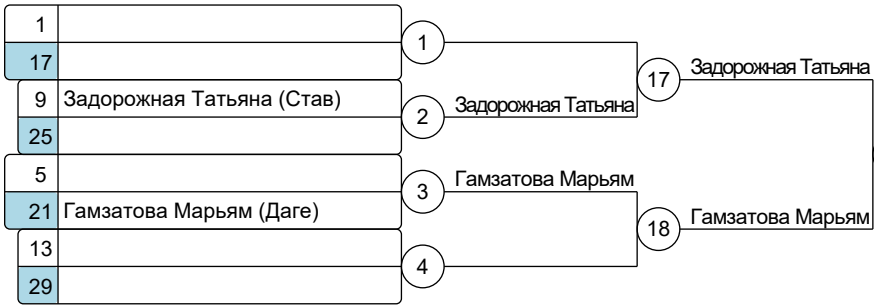 1
17
1
9 Задорожная Татьяна (Став)
25
2
Задорожная Татьяна
17
Задорожная Татьяна
5
21 Гамзатова Марьям (Даге)
3
Гамзатова Марьям
13
29
4
18
Гамзатова Марьям